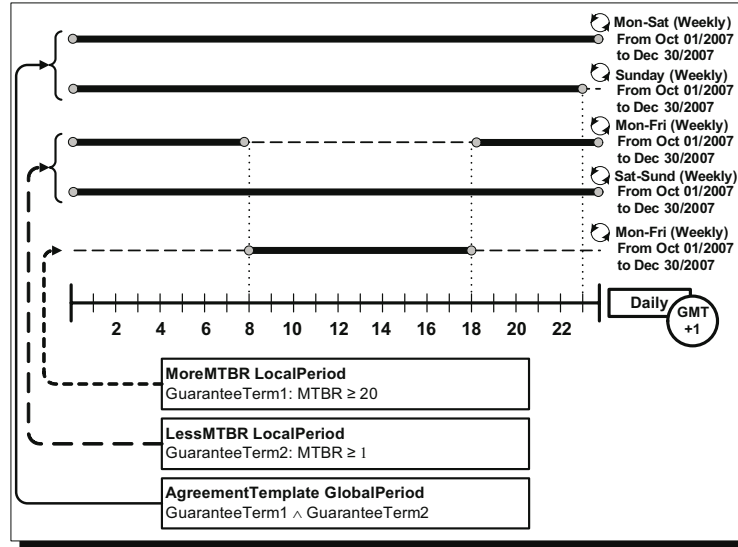 Mon-Sat (Weekly)
From Oct 01/2007
to Dec 30/2007
Sunday (Weekly)
From Oct 01/2007
to Dec 30/2007
Mon-Fri (Weekly)
From Oct 01/2007
to Dec 30/2007
Sat-Sund (Weekly)
From Oct 01/2007
to Dec 30/2007
Mon-Fri (Weekly)
From Oct 01/2007
to Dec 30/2007
2 4 6 8 10 12 14 16 18 20 22
Daily
GMT
+1
MoreMTBR LocalPeriod
GuaranteeTerm1: MTBR ≥ 20
LessMTBR LocalPeriod
GuaranteeTerm2: MTBR ≥ 1
AgreementTemplate GlobalPeriod
GuaranteeTerm1 ∧ GuaranteeTerm2